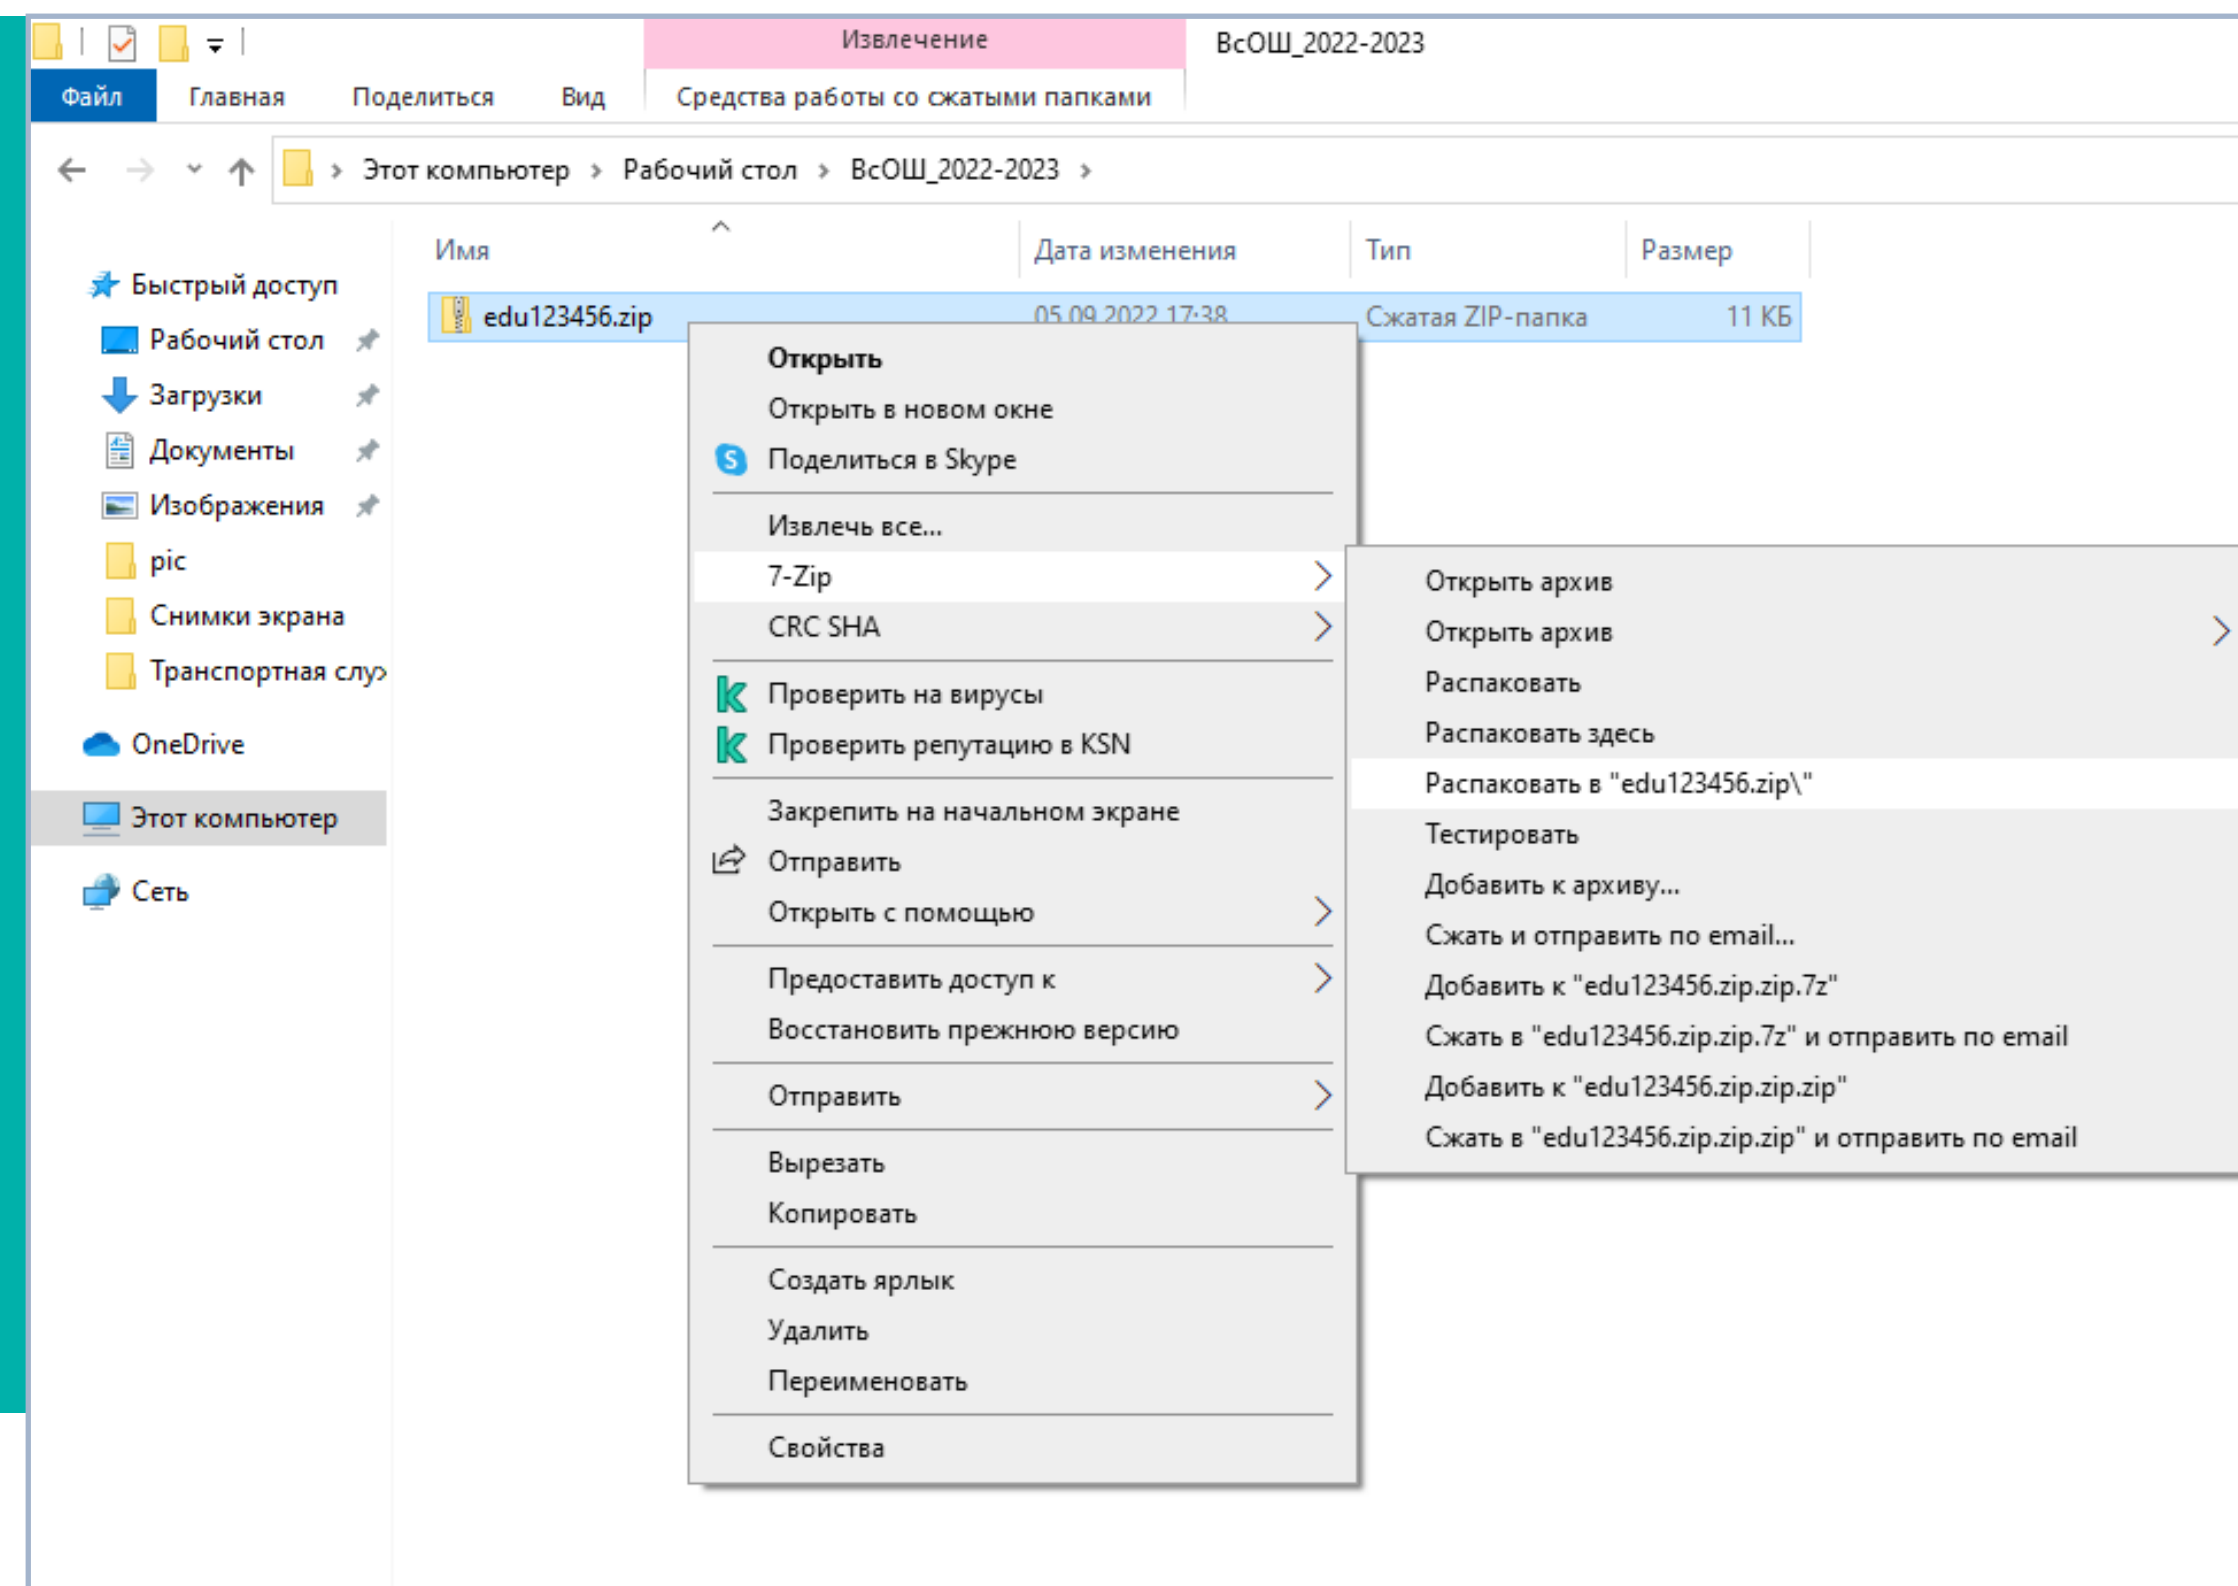 Извлечение
ВсОШ_2022-2023
Файл
Главная
Поделиться
Вид
Средства работы со сжатыми папками
Этот компьютер
Рабочий стол
ВсОШ_2022-2023
Имя
Дата изменения
Тип
Размер
Быстрый доступ
Рабочий стол
Загрузки
Документы
Изображения
pic
Снимки экрана
Транспортная слу
OneDrive
Этот компьютер
Сеть
edu123456.zip
05.09.2022 17:38
Сжатая ZIP-папка
11 КБ
Открыть
Открыть в новом окне
Поделиться в Skype
Извлечь все...
7-Zip
CRC SHA
Проверить на вирусы
Проверить репутацию в KSN
Закрепить на начальном экране
Отправить
Открыть с помощью
Предоставить доступ к
Восстановить прежнюю версию
Отправить
Вырезать
Копировать
Создать ярлык
Удалить
Переименовать
Свойства
Открыть архив
Открыть архив
Распаковать
Распаковать здесь
Распаковать в "edu123456.zip\"
Тестировать
Добавить к архиву...
Сжать и отправить по email...
Добавить к "edu123456.zip.zip.7z"
Сжать в "edu123456.zip.zip.7z" и отправить по email
Добавить к "edu123456.zip.zip.zip"
Сжать в "edu123456.zip.zip.zip" и отправить по email